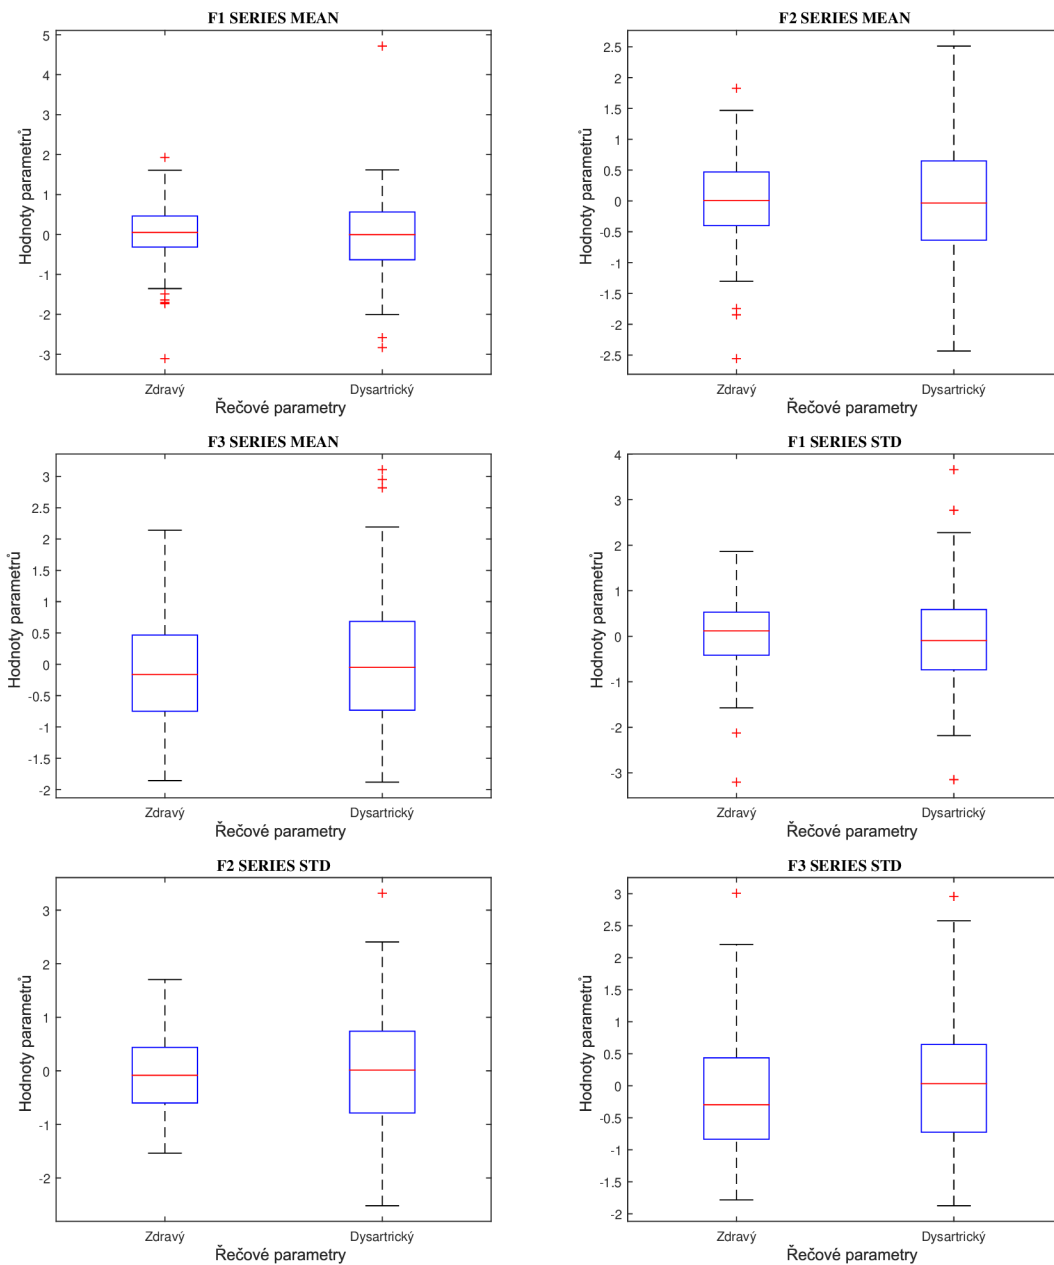 F1 SERIES MEAN
5
4
3
2
1
0
-1
-2
-3
Hodnoty parametrů
Zdravý Dysartrický
Řečové parametry
F2 SERIES MEAN
2.5
2
1.5
1
0.5
0
-0.5
-1
-1.5
-2
-2.5
Hodnoty parametrů
Zdravý Dysartrický
Řečové parametry
F3 SERIES MEAN
3
2.5
2
1.5
1
0.5
0
-0.5
-1
-1.5
-2
Hodnoty parametrů
Zdravý Dysartrický
Řečové parametry
F1 SERIES STD
4
3
2
1
0
-1
-2
-3
Hodnoty parametrů
Zdravý Dysartrický
Řečové parametry
F2 SERIES STD
3
2
1
0
-1
-2
Hodnoty parametrů
Zdravý Dysartrický
Řečové parametry
F3 SERIES STD
3
2.5
2
1.5
1
0.5
0
-0.5
-1
-1.5
-2
Hodnoty parametrů
Zdravý Dysartrický
Řečové parametry